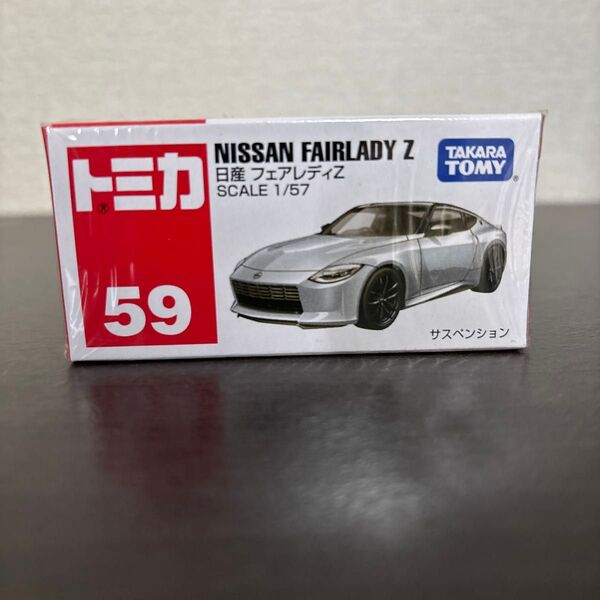 トミカ
®
59
NISSAN FAIRLADY Z
日産 フェアレディZ
SCALE 1/57
TAKARA
TOMY®
サスペンション